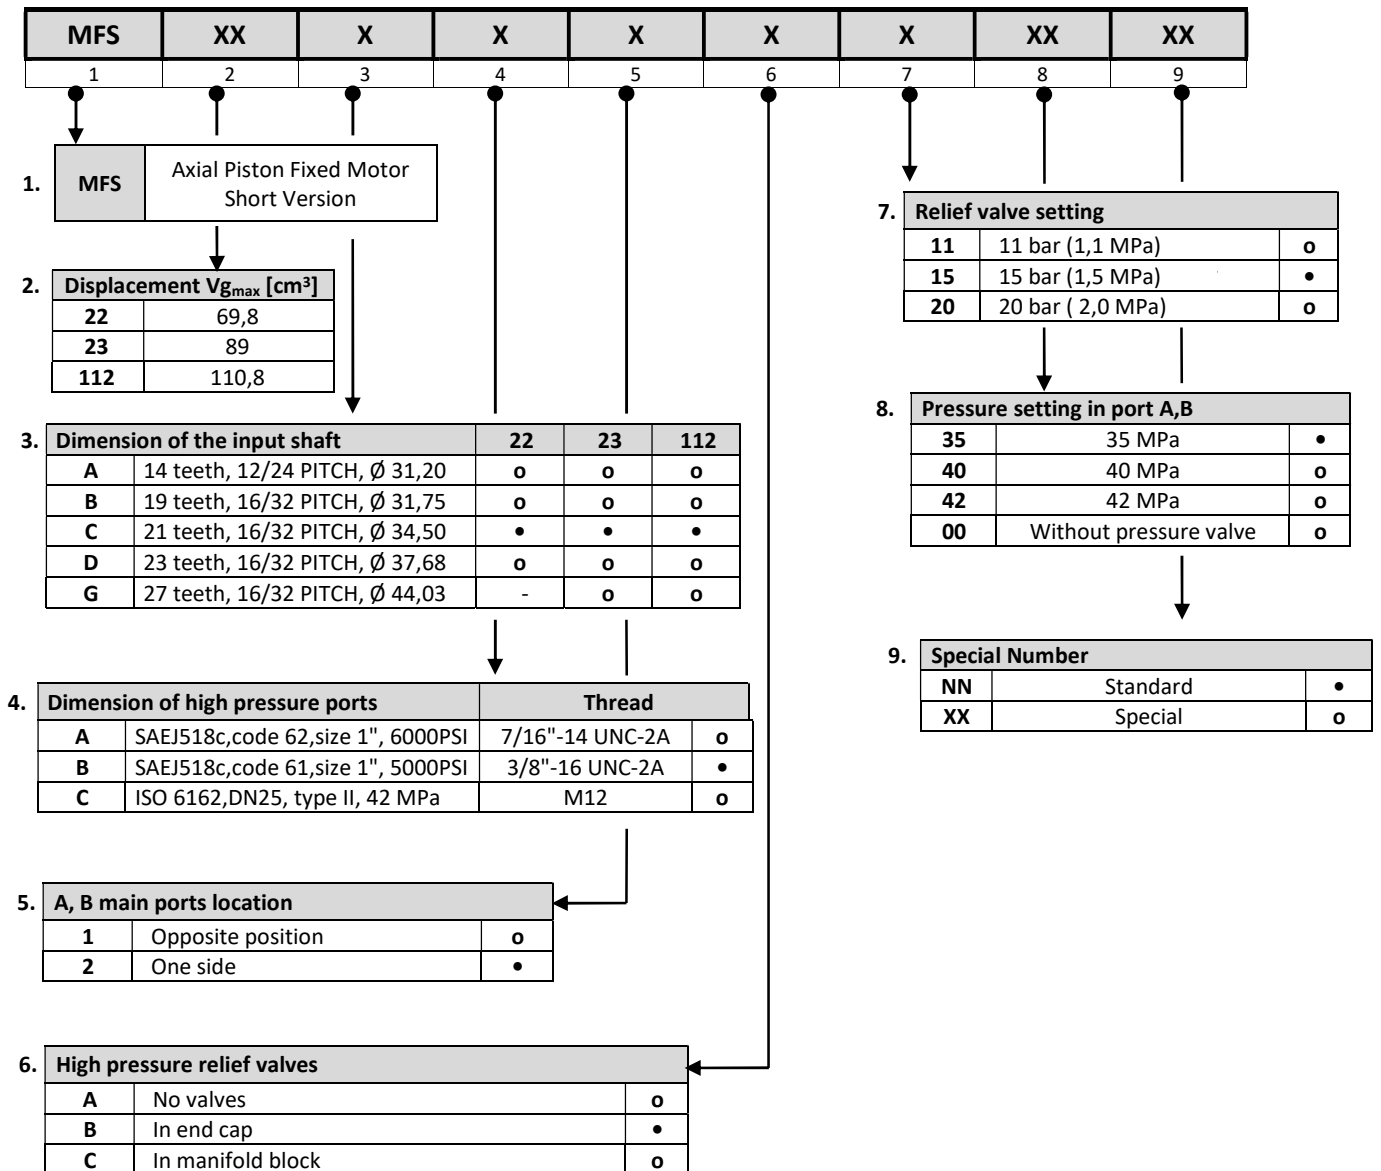 MFS XX X X X X X XX XX
1 2 3 4 5 6 7 8 9
1. MFS Axial Piston Fixed Motor
Short Version
2. Displacement Vgmax [cm³]
22 69,8
23 89
112 110,8
3. Dimension of the input shaft 22 23 112
A 14 teeth, 12/24 PITCH, Ø 31,20 o o o
B 19 teeth, 16/32 PITCH, Ø 31,75 o o o
C 21 teeth, 16/32 PITCH, Ø 34,50 • • •
D 23 teeth, 16/32 PITCH, Ø 37,68 o o o
G 27 teeth, 16/32 PITCH, Ø 44,03 - o o
4. Dimension of high pressure ports Thread
A SAEJ518c,code 62,size 1", 6000PSI 7/16"-14 UNC-2A o
B SAEJ518c,code 61,size 1", 5000PSI 3/8"-16 UNC-2A •
C ISO 6162,DN25, type II, 42 MPa M12 o
5. A, B main ports location
1 Opposite position o
2 One side •
6. High pressure relief valves
A No valves o
B In end cap •
C In manifold block o
7. Relief valve setting
11 11 bar (1,1 MPa) o
15 15 bar (1,5 MPa) •
20 20 bar ( 2,0 MPa) o
8. Pressure setting in port A,B
35 35 MPa •
40 40 MPa o
42 42 MPa o
00 Without pressure valve o
9. Special Number
NN Standard •
XX Special o